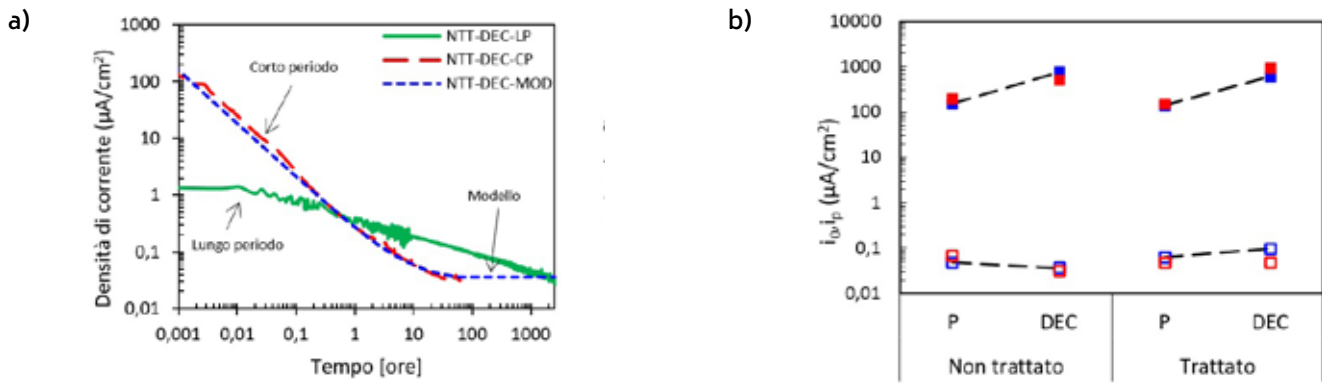 a)
1000
100
10
1
0,1
0,01
Densità di corrente (µA/cm²)
NTT-DEC-LP
NTT-DEC-CP
NTT-DEC-MOD
Corto periodo
Lungo periodo
Modello
0,001 0,01 0,1 1 10 100 1000
Tempo [ore]
b)
10000
1000
100
10
1
0,1
0,01
i₀,iₚ (µA/cm²)
P DEC P DEC
Non trattato Trattato